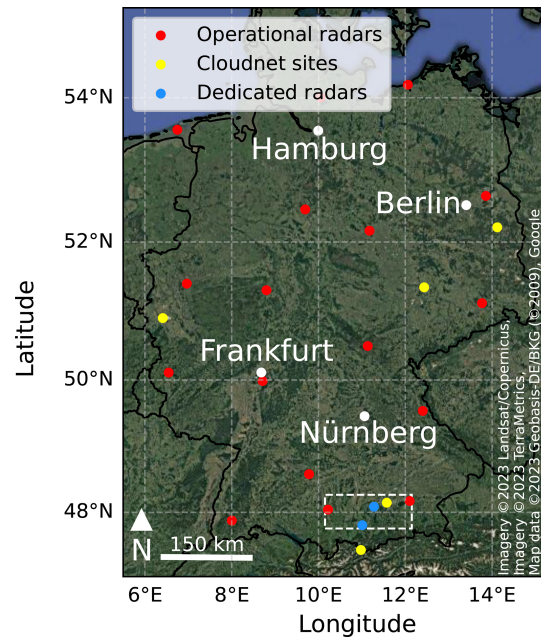 Operational radars
Cloudnet sites
Dedicated radars
54°N
Hamburg
Berlin
52°N
Latitude
Frankfurt
50°N
Nürnberg
48°N
N
150 km
Imagery ©2023 Landsat/Copernicus,
Imagery ©2023 TerraMetrics,
Map data ©2023 Geobasis-DE/BKG (©2009), Google
6°E 8°E 10°E 12°E 14°E
Longitude